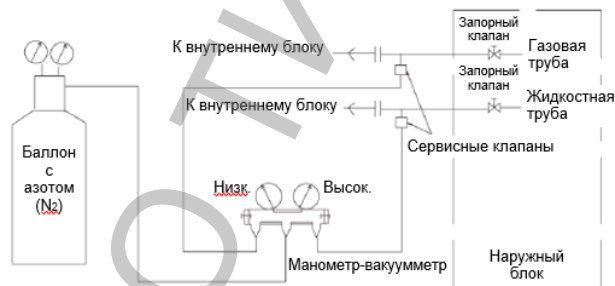 Запорный
клапан
К внутреннему блоку
Газовая
труба
Запорный
клапан
К внутреннему блоку
Жидкостная
труба
Сервисные клапаны
Баллон
с
азотом
(N2)
Низк.
Высок.
Манометр-вакуумметр
Наружный
блок